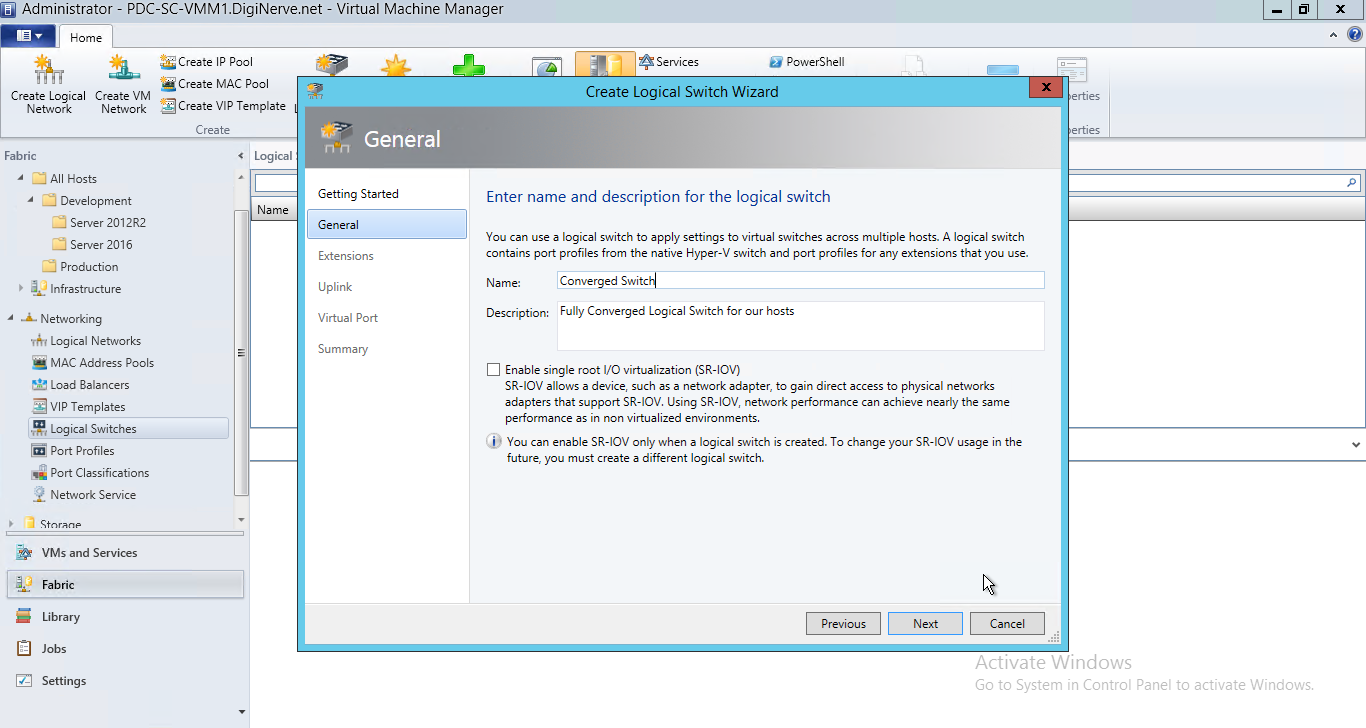 Administrator - PDC-SC-VMM1.DigiNerve.net - Virtual Machine Manager
Home
Create Logical Network
Create VM Network
Create IP Pool
Create MAC Pool
Create VIP Template
Create
Services
PowerShell
Fabric
Logical
All Hosts
Development
Server 2012R2
Server 2016
Production
Infrastructure
Networking
Logical Networks
MAC Address Pools
Load Balancers
VIP Templates
Logical Switches
Port Profiles
Port Classifications
Network Service
Storage
VMs and Services
Fabric
Library
Jobs
Settings
Name
Create Logical Switch Wizard
General
Getting Started
General
Extensions
Uplink
Virtual Port
Summary
Enter name and description for the logical switch
You can use a logical switch to apply settings to virtual switches across multiple hosts. A logical switch
contains port profiles from the native Hyper-V switch and port profiles for any extensions that you use.
Name: Converged Switch
Description: Fully Converged Logical Switch for our hosts
Enable single root I/O virtualization (SR-IOV)
SR-IOV allows a device, such as a network adapter, to gain direct access to physical networks
adapters that support SR-IOV. Using SR-IOV, network performance can achieve nearly the same
performance as in non virtualized environments.
You can enable SR-IOV only when a logical switch is created. To change your SR-IOV usage in the
future, you must create a different logical switch.
Previous
Next
Cancel
Activate Windows
Go to System in Control Panel to activate Windows.